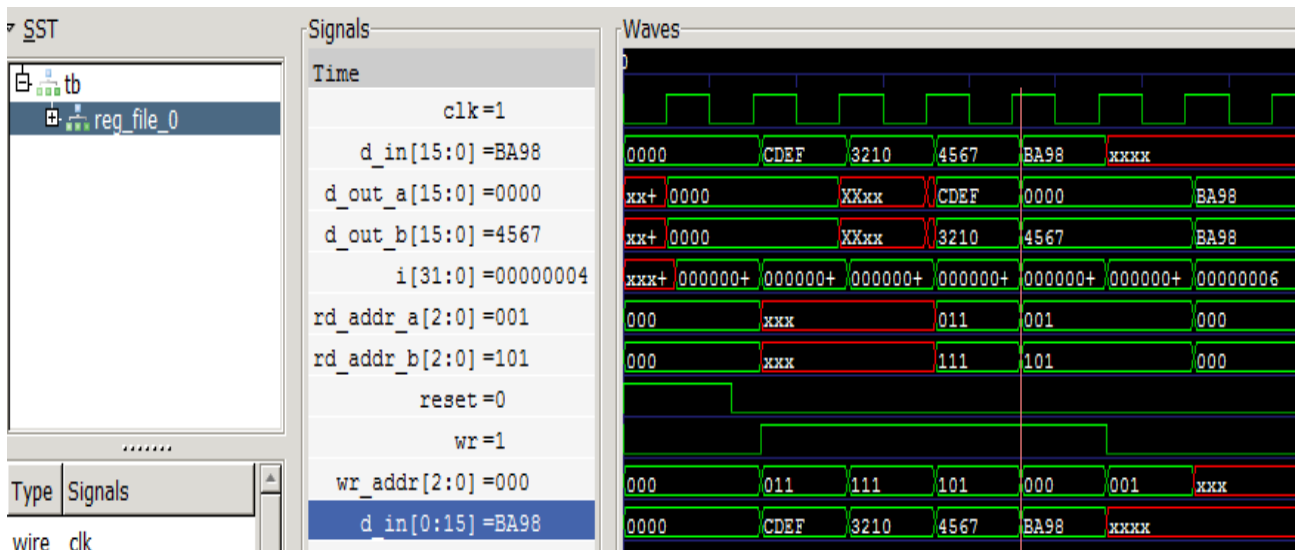 SST
Signals
Waves
tb
reg_file_0
Time
0
clk=1
d_in[15:0]=BA98
0000 CDEF 3210 4567 BA98 xxxx
d_out_a[15:0]=0000
xx+ 0000 XXxx CDEF 0000 BA98
d_out_b[15:0]=4567
xx+ 0000 XXxx 3210 4567 BA98
i[31:0]=00000004
xxx+ 000000+ 000000+ 000000+ 000000+ 000000+ 000000+ 00000006
rd_addr_a[2:0]=001
000 xxx 011 001 000
rd_addr_b[2:0]=101
000 xxx 111 101 000
reset=0
wr=1
wr_addr[2:0]=000
000 011 111 101 000 001 xxx
d_in[0:15]=BA98
0000 CDEF 3210 4567 BA98 xxxx
Type Signals
wire clk